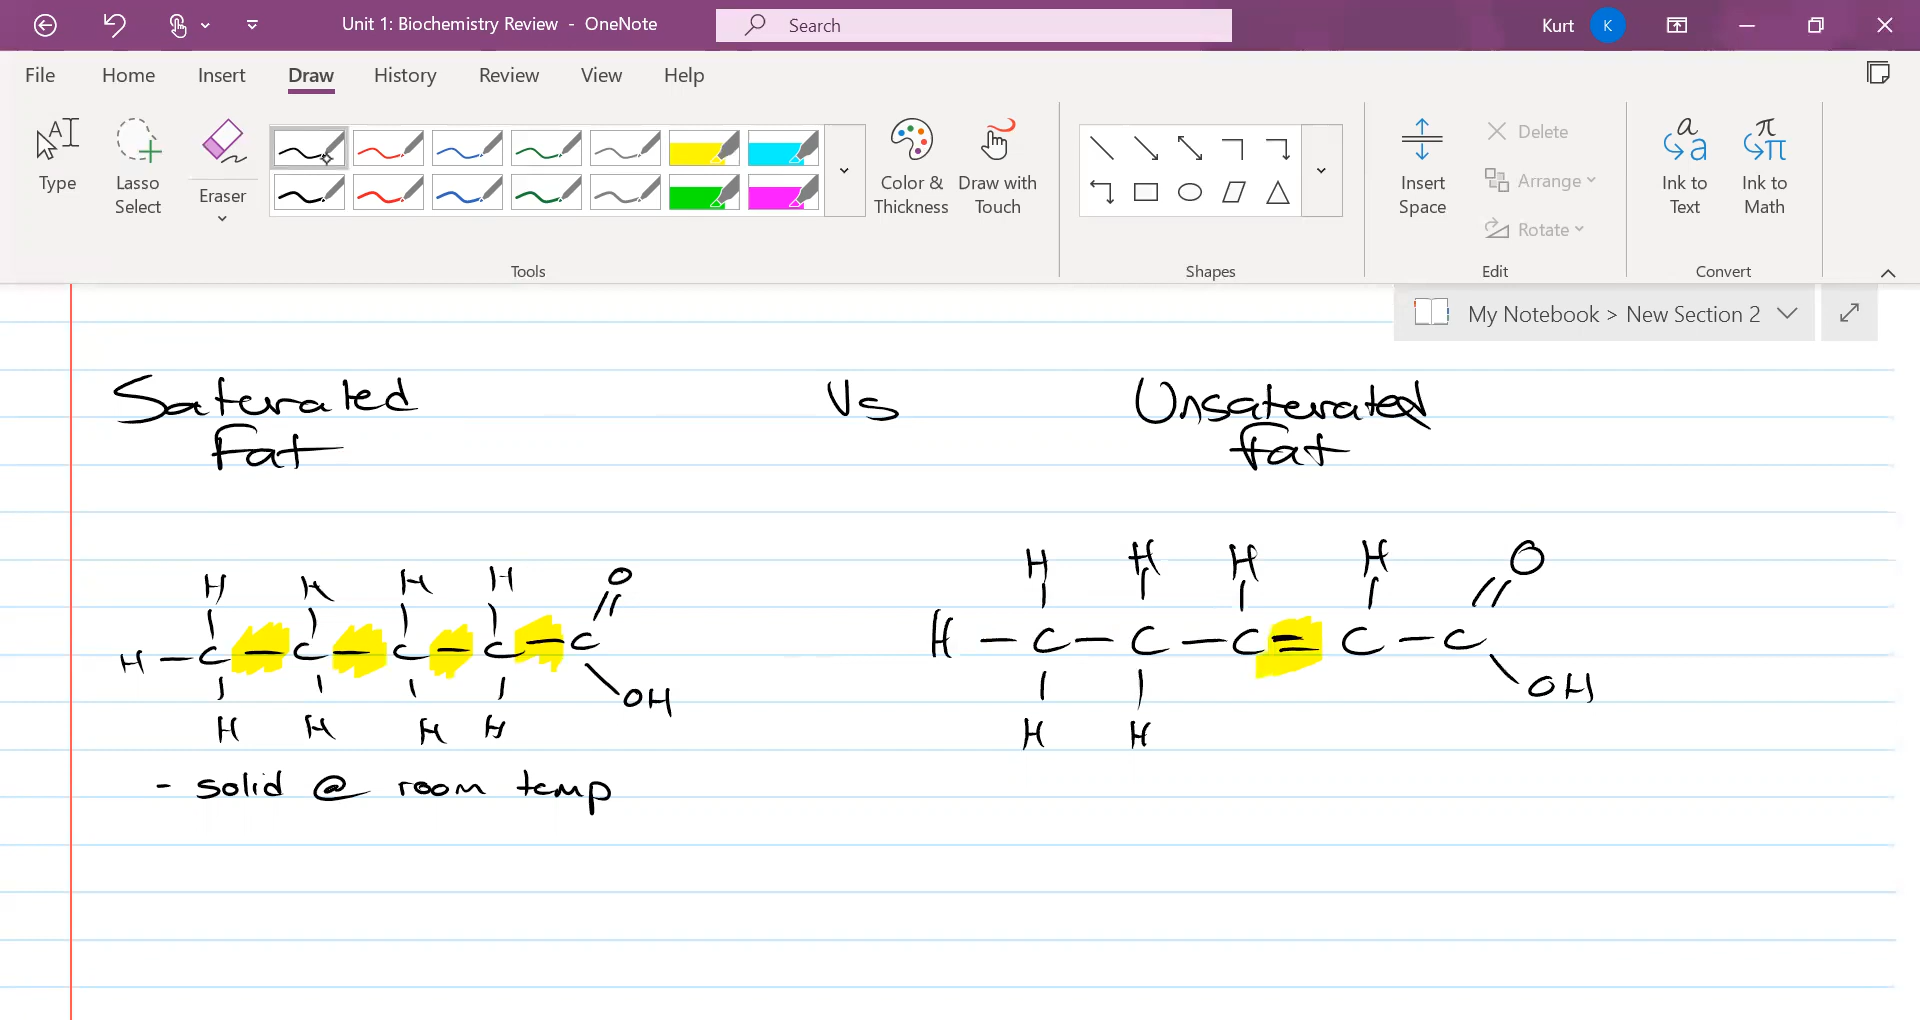 Unit 1: Biochemistry Review - OneNote
Search
Kurt
K
File Home Insert Draw History Review View Help
Type
Lasso Select
Eraser
Color & Thickness
Draw with Touch
Insert Space
Delete
Arrange
Rotate
Ink to Text
Ink to Math
Tools
Shapes
Edit
Convert
My Notebook > New Section 2
Saterated Vs Unsaterated
Fat fat
H H H H O
H - C - C - C - C - C
OH
H H H H
- solid @ room temp
H H H H O
H - C - C - C = C - C
OH
H H